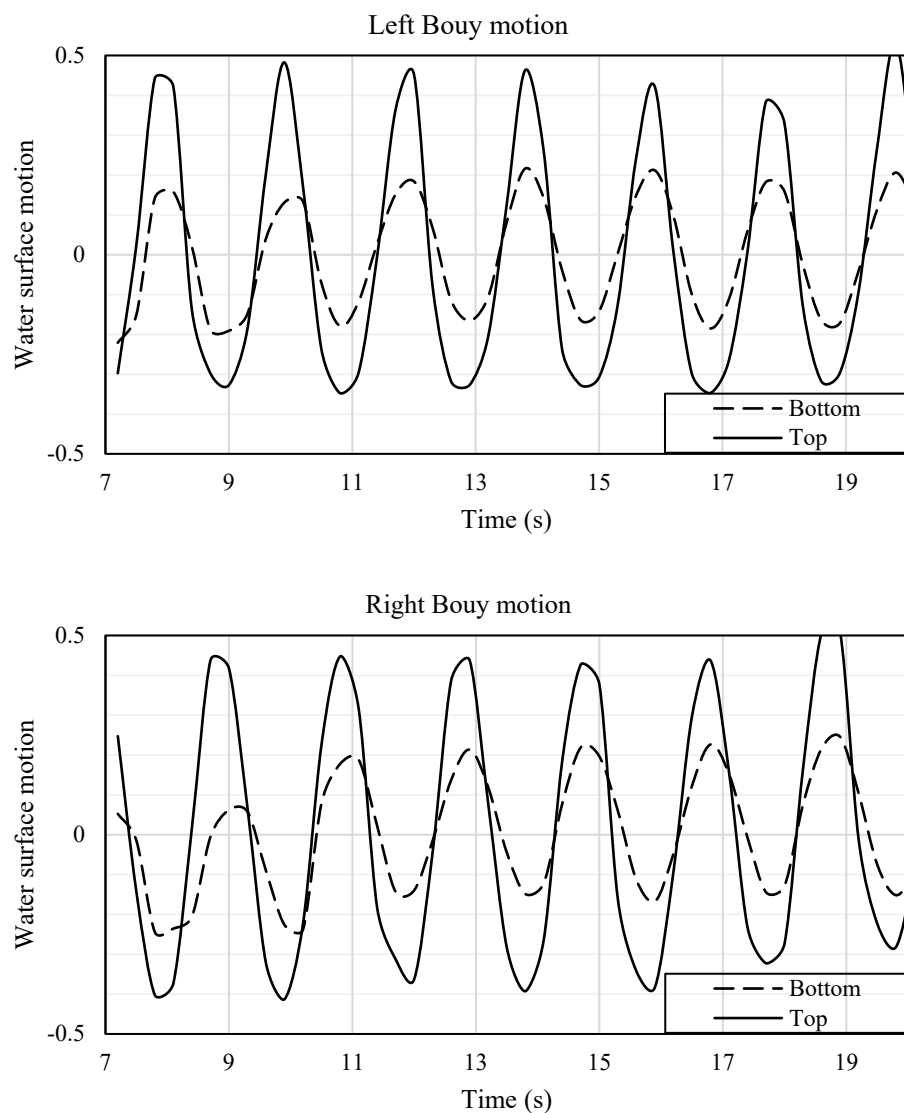 Left Bouy motion
0.5
0
-0.5
Water surface motion
Bottom
Top
7 9 11 13 15 17 19
Time (s)
Right Bouy motion
0.5
0
-0.5
Water surface motion
Bottom
Top
7 9 11 13 15 17 19
Time (s)